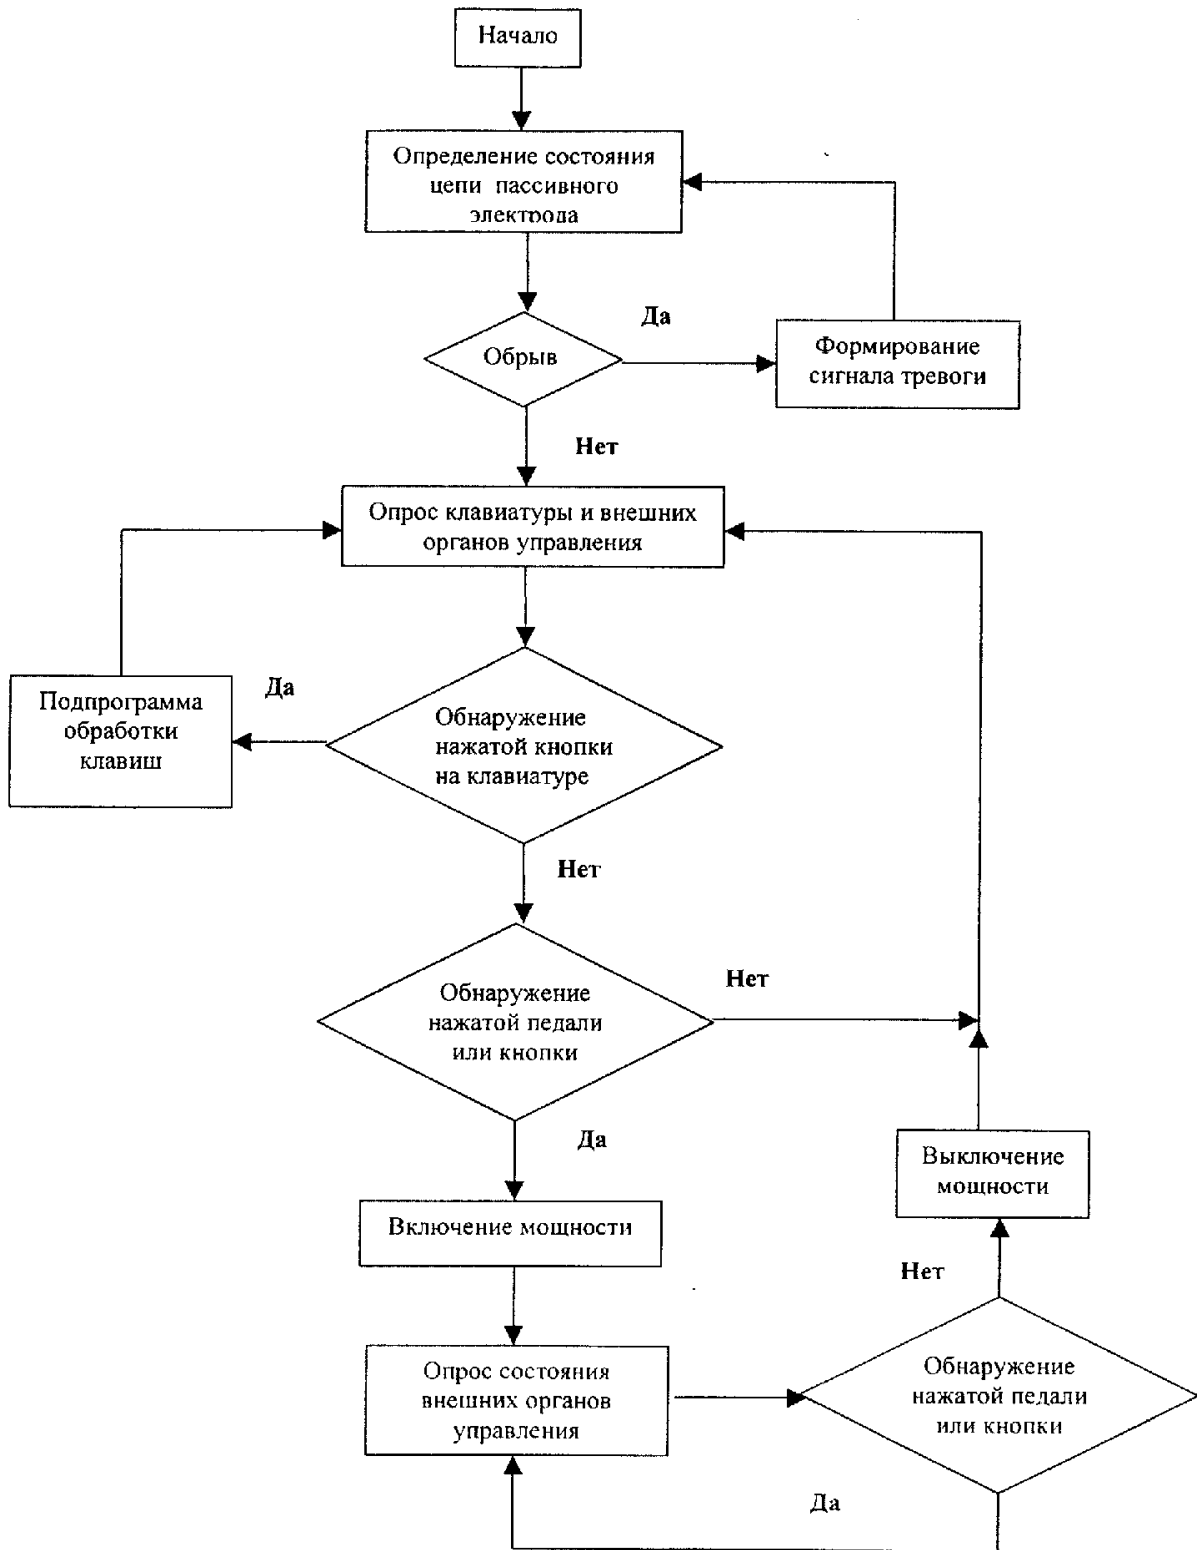 Начало
Определение состояния
цепи пассивного
электрода
Да
Обрыв
Формирование
сигнала тревоги
Нет
Опрос клавиатуры и внешних
органов управления
Подпрограмма
обработки
клавиш
Да
Обнаружение
нажатой кнопки
на клавиатуре
Нет
Обнаружение
нажатой педали
или кнопки
Нет
Да
Выключение
мощности
Включение мощности
Нет
Опрос состояния
внешних органов
управления
Обнаружение
нажатой педали
или кнопки
Да